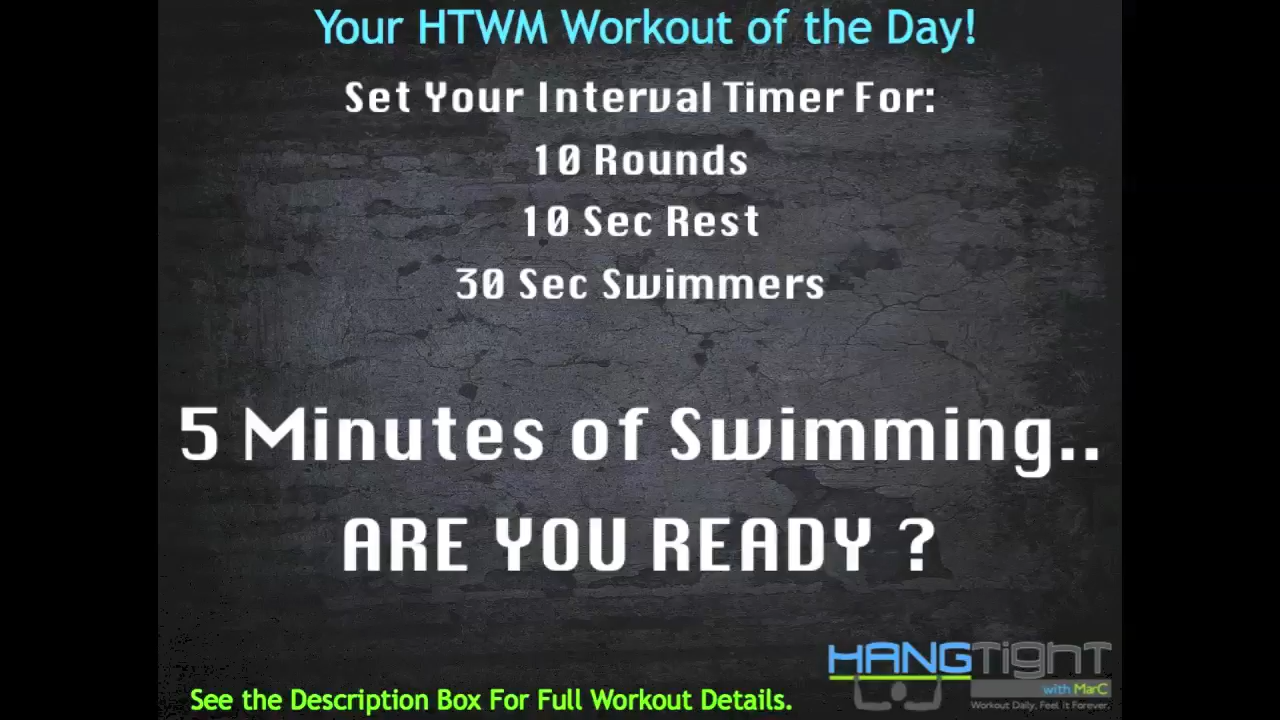 Your HTWM Workout of the Day!
Set Your Interval Timer For:
10 Rounds
10 Sec Rest
30 Sec Swimmers
5 Minutes of Swimming..
ARE YOU READY ?
HANGTighT
with MarC
Workout Daily, Feel it Forever.
See the Description Box For Full Workout Details.